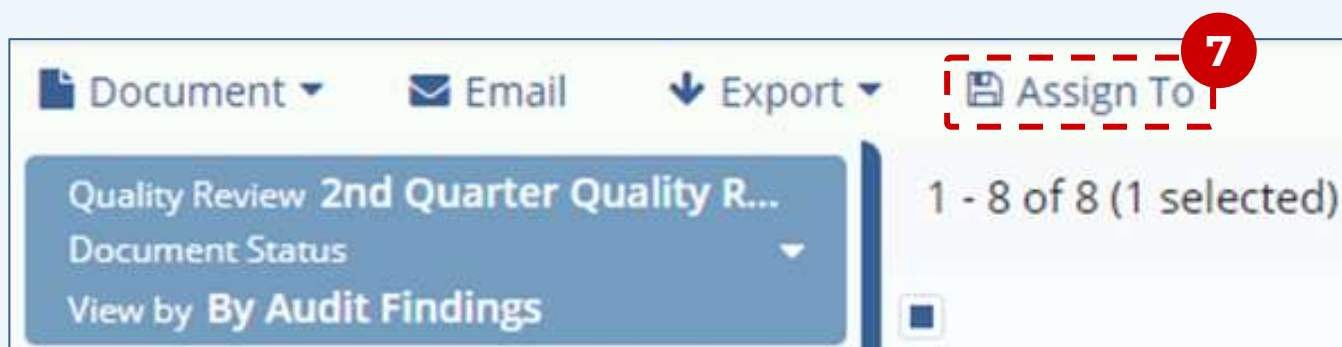 7
Document Email Export Assign To
Quality Review 2nd Quarter Quality R...
1 - 8 of 8 (1 selected)
Document Status
View by By Audit Findings